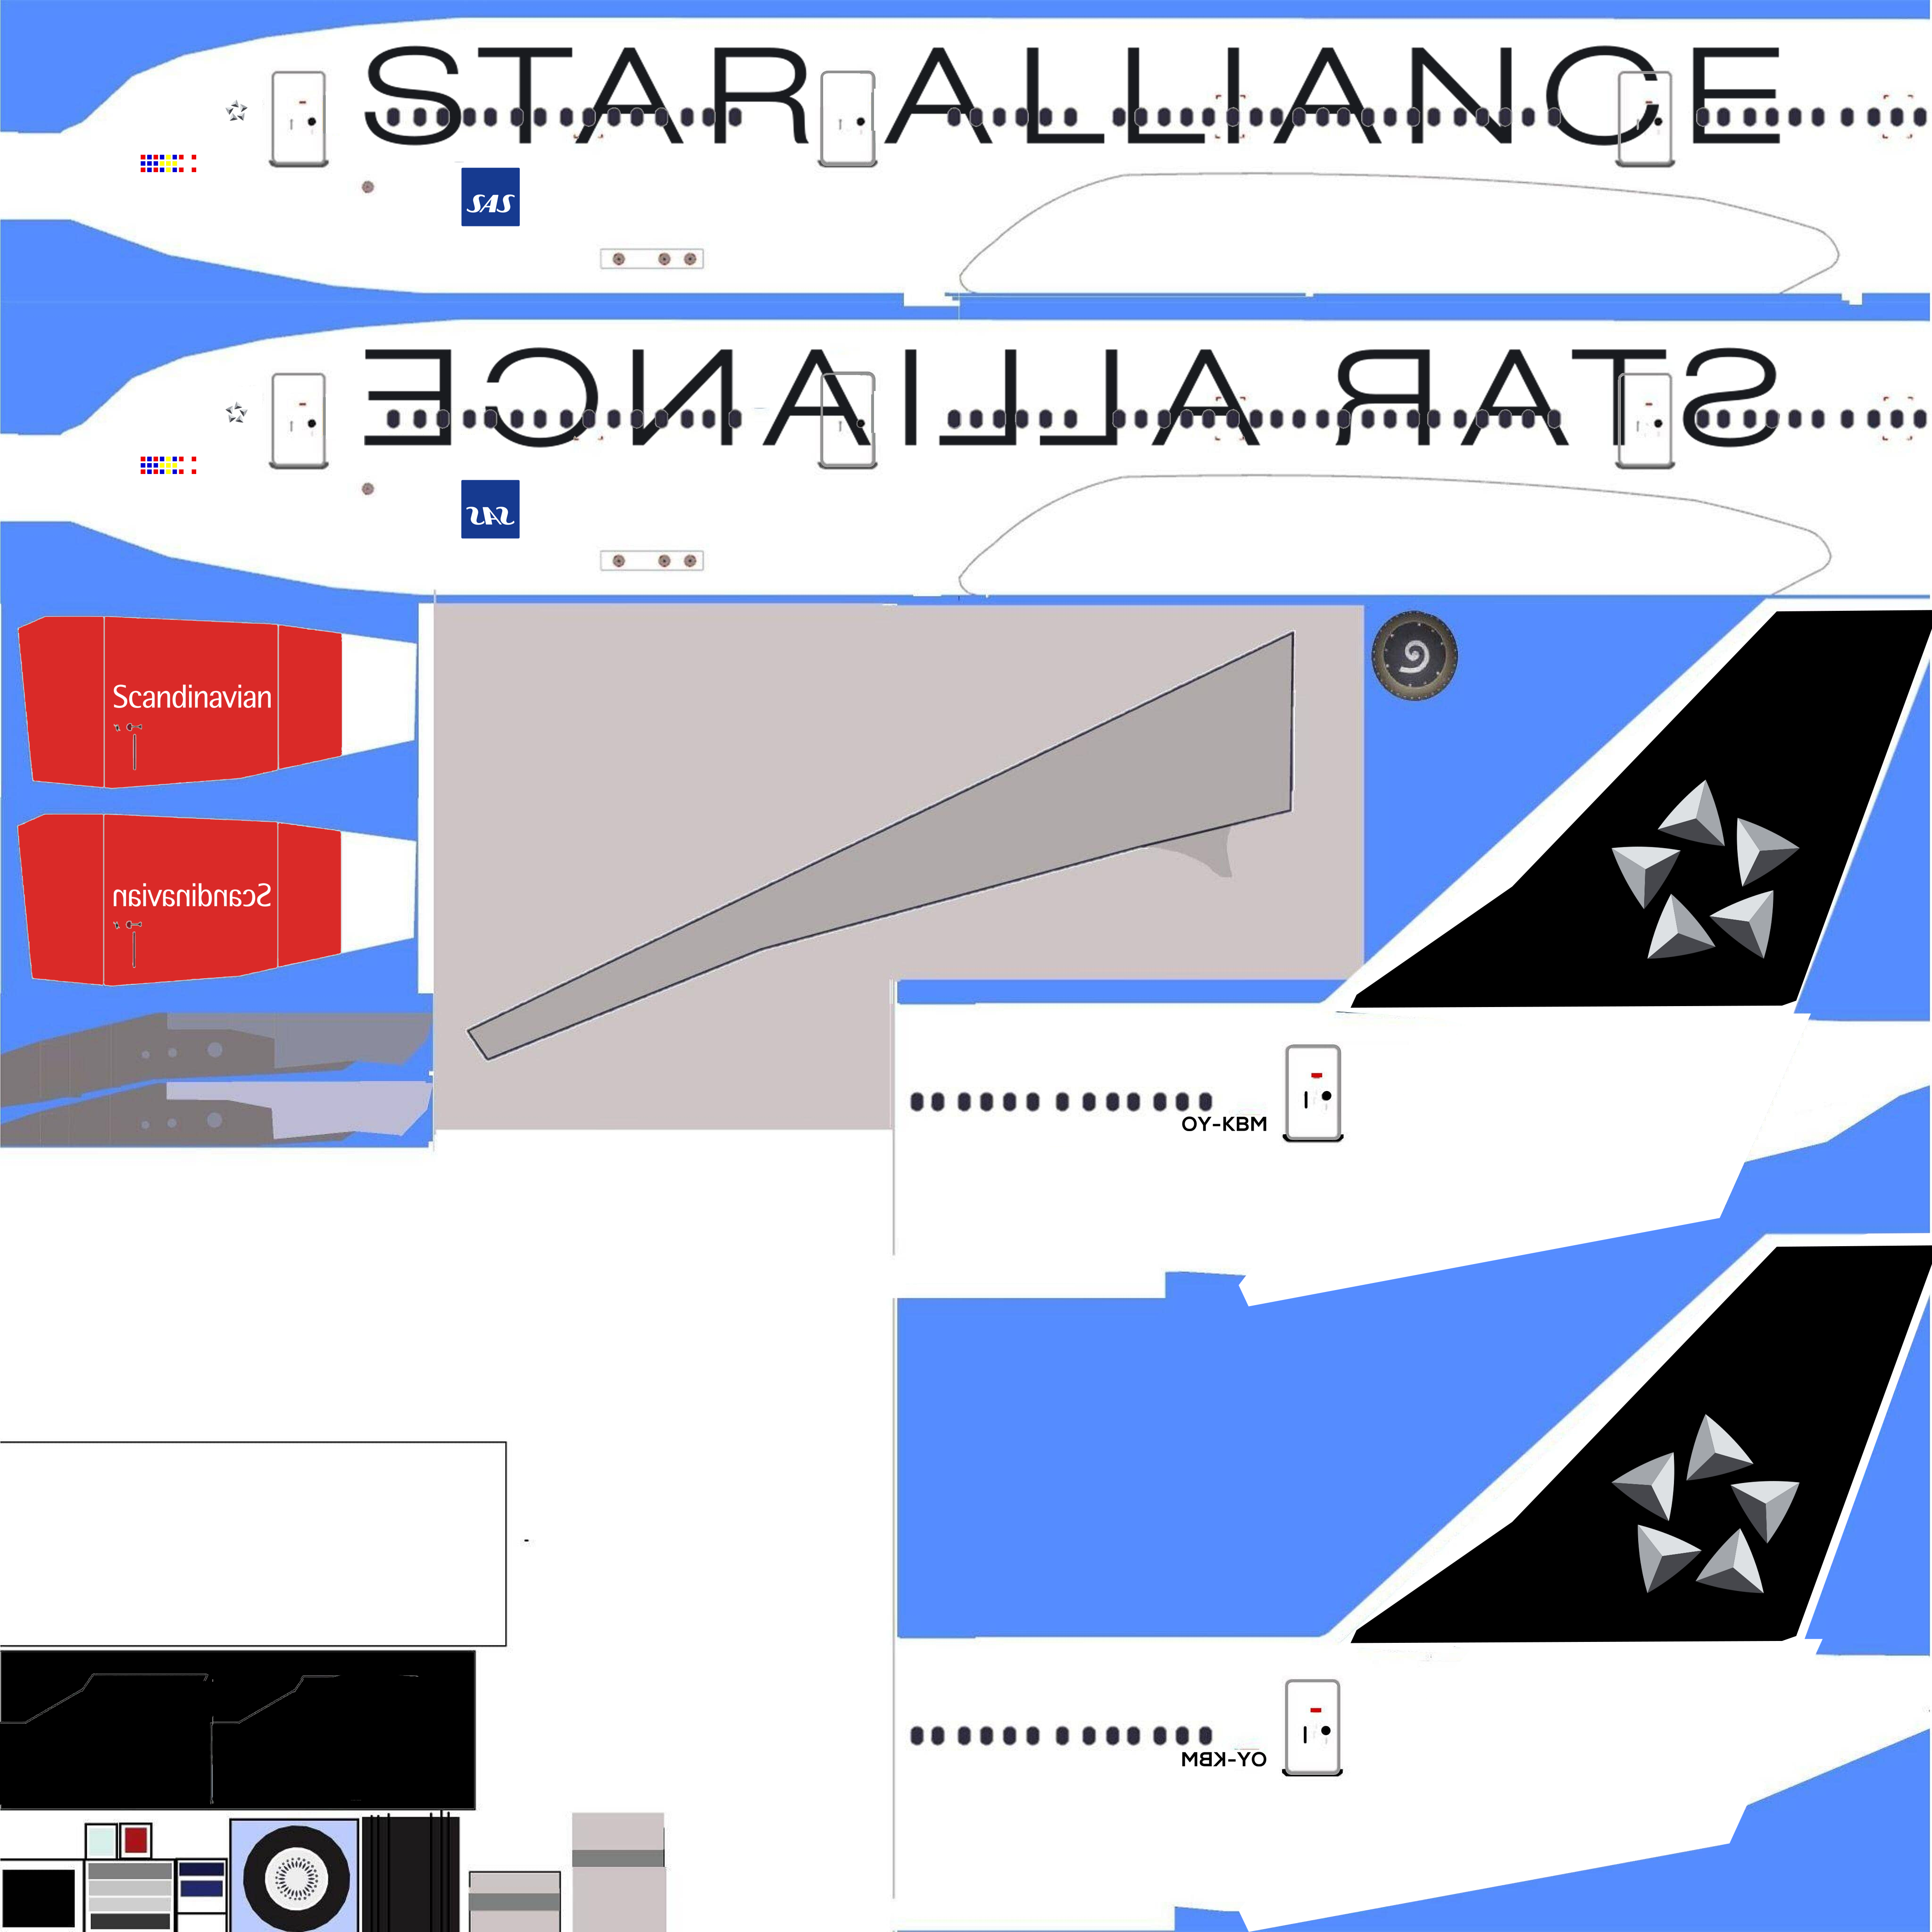 STAR ALLIANCE
SAS
STAR ALLIANCE
SAS
Scandinavian
Scandinavian
OY-KBM
OY-KBM